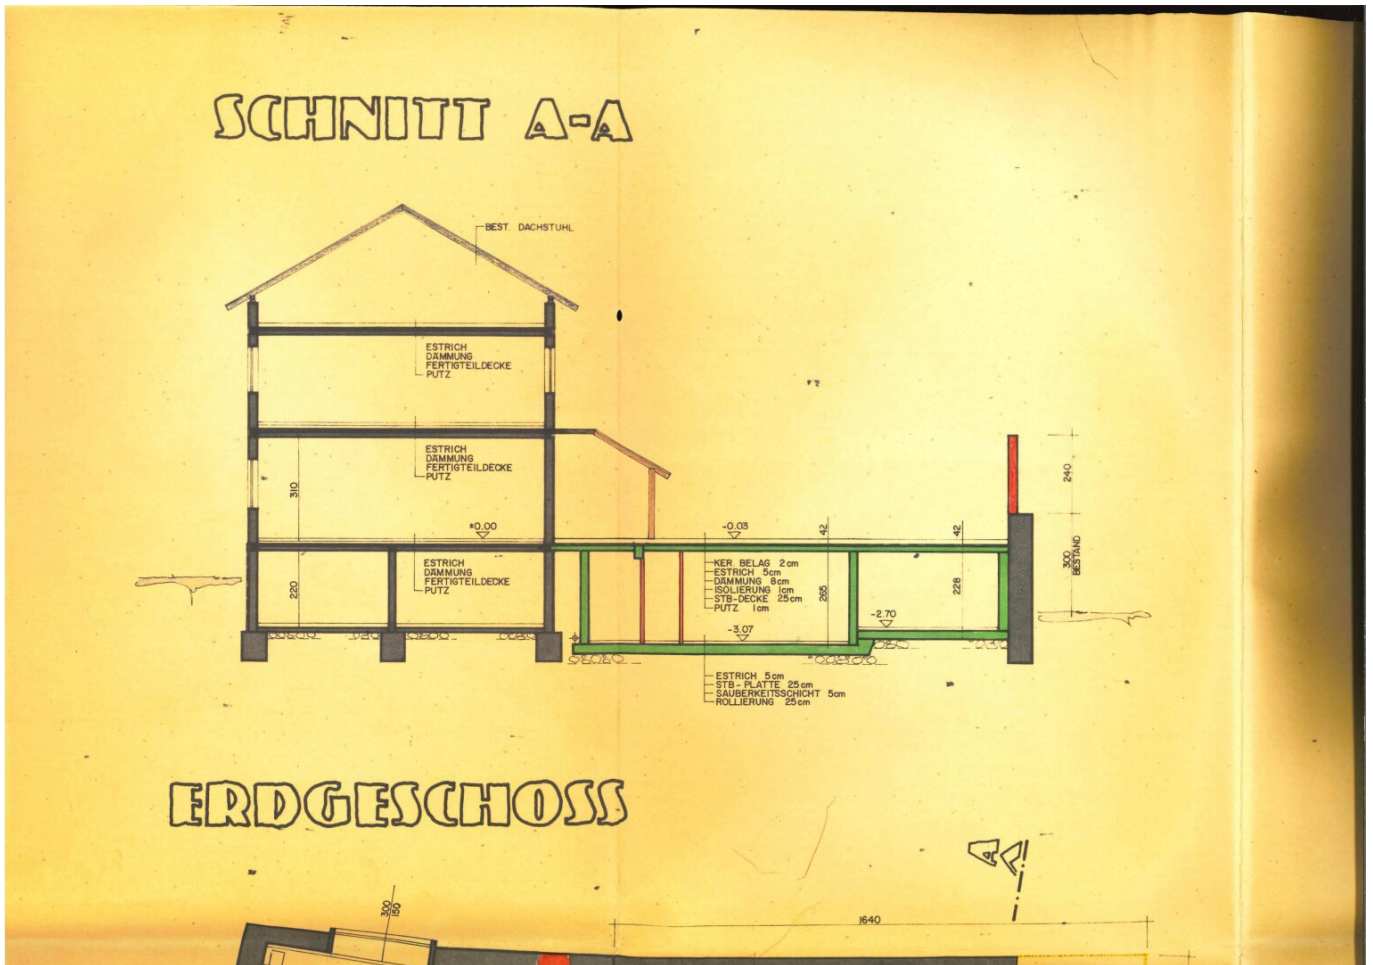 SCHNITT A-A
BEST. DACHSTUHL
ESTRICH
DÄMMUNG
FERTIGTEILDECKE
PUTZ
ESTRICH
DÄMMUNG
FERTIGTEILDECKE
PUTZ
310
240
±0.00
-0.03
42
42
ESTRICH
DÄMMUNG
FERTIGTEILDECKE
PUTZ
220
KER. BELAG 2cm
ESTRICH 5cm
DÄMMUNG 8cm
ISOLIERUNG 1cm
STB-DECKE 25cm
PUTZ 1cm
265
228
300
BESTAND
-2.70
-3.07
ESTRICH 5cm
STB-PLATTE 25cm
SAUBERKEITSSCHICHT 5cm
ROLLIERUNG 25cm
ERDGESCHOSS
A
300
150
1640